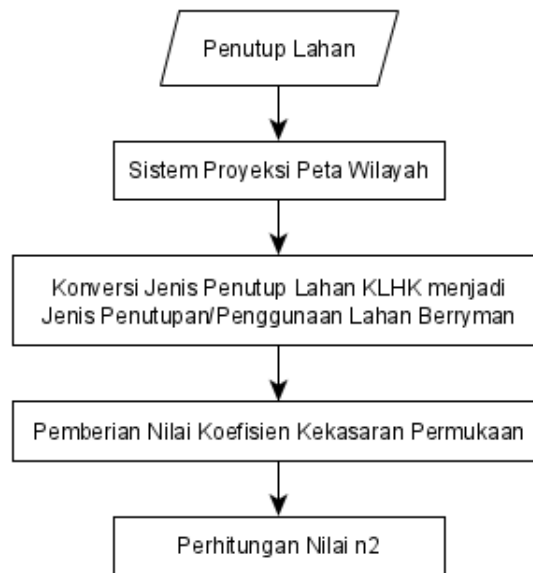 Penutup Lahan
Sistem Proyeksi Peta Wilayah
Konversi Jenis Penutup Lahan KLHK menjadi
Jenis Penutupan/Penggunaan Lahan Berryman
Pemberian Nilai Koefisien Kekasaran Permukaan
Perhitungan Nilai n2